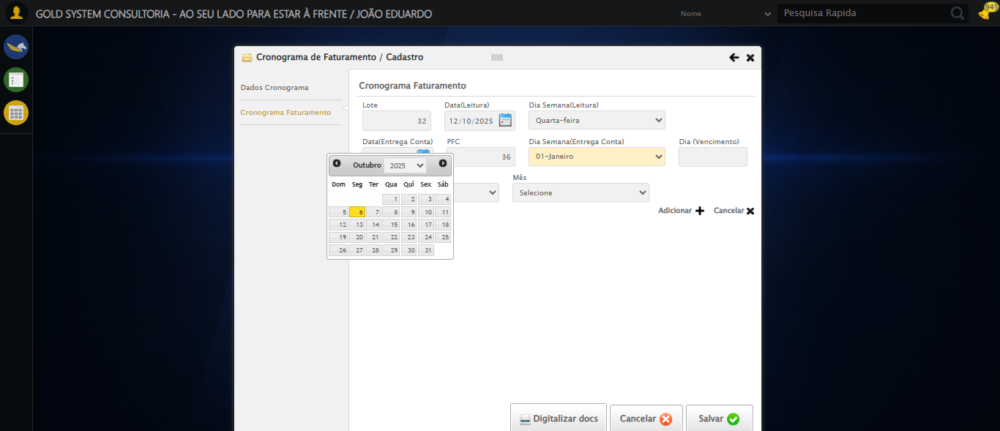 GOLD SYSTEM CONSULTORIA - AO SEU LADO PARA ESTAR À FRENTE / JOÃO EDUARDO
Nome
Pesquisa Rapida
945
Cronograma de Faturamento / Cadastro
Dados Cronograma
Cronograma Faturamento
Cronograma Faturamento
Lote Data(Leitura) Dia Semana(Leitura)
32 12/10/2025 Quarta-feira
Data(Entrega Conta) PFC Dia Semana(Entrega Conta) Dia (Vencimento)
36 01-Janeiro
Mês
Selecione
Outubro 2025
Dom Seg Ter Qua Qui Sex Sáb
1 2 3 4
5 6 7 8 9 10 11
12 13 14 15 16 17 18
19 20 21 22 23 24 25
26 27 28 29 30 31
Adicionar Cancelar
Digitalizar docs Cancelar Salvar